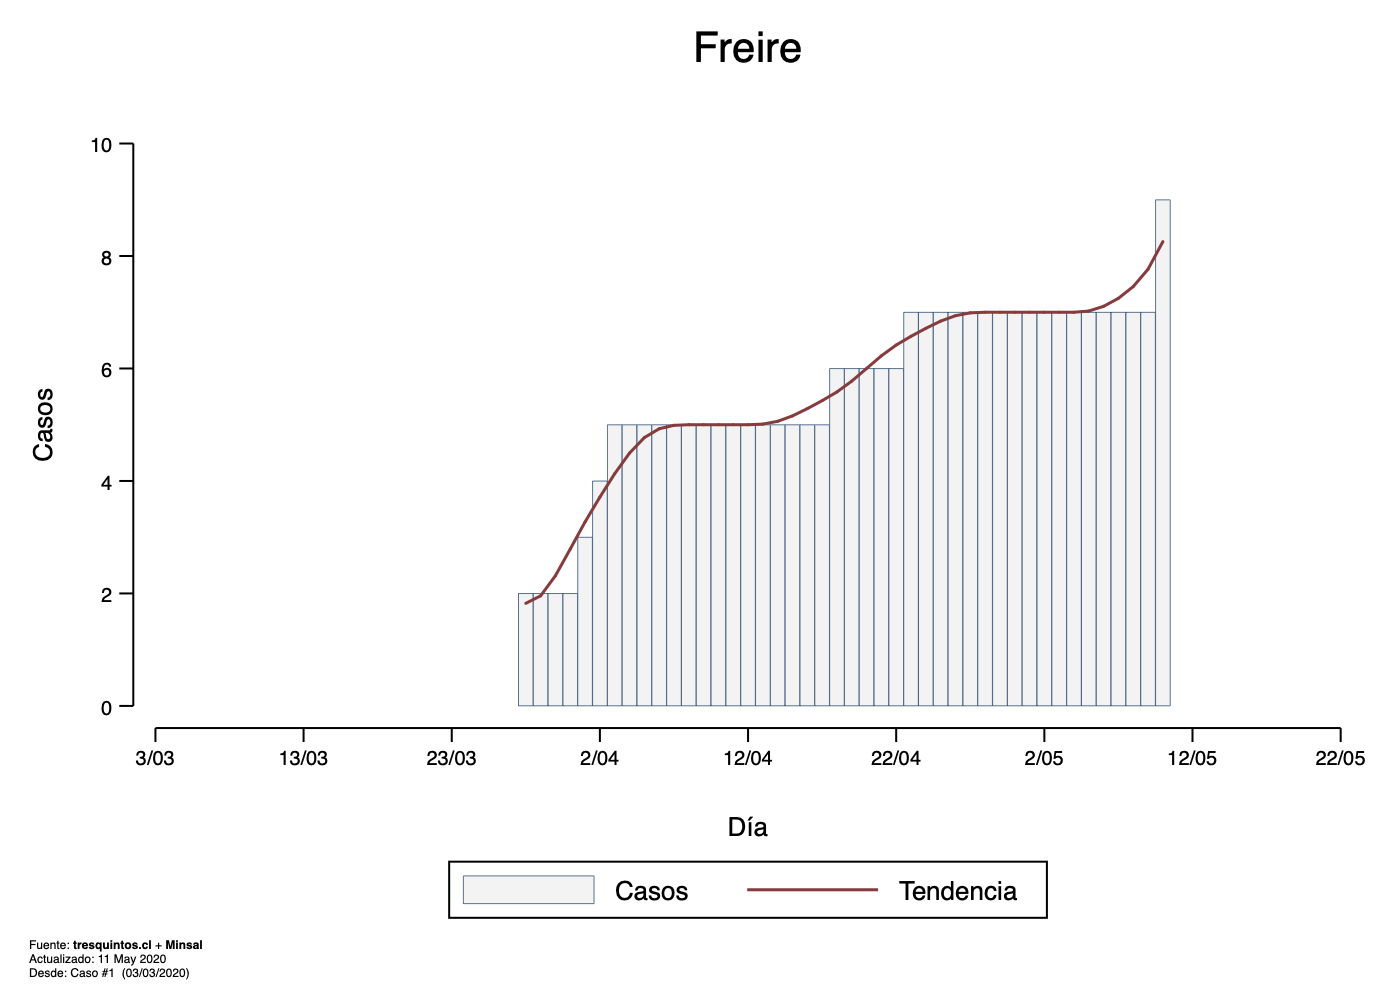 Freire
10
8
6
4
2
0
Casos
3/03 13/03 23/03 2/04 12/04 22/04 2/05 12/05 22/05
Día
Casos Tendencia
Fuente: tresquintos.cl + Minsal
Actualizado: 11 May 2020
Desde: Caso #1 (03/03/2020)